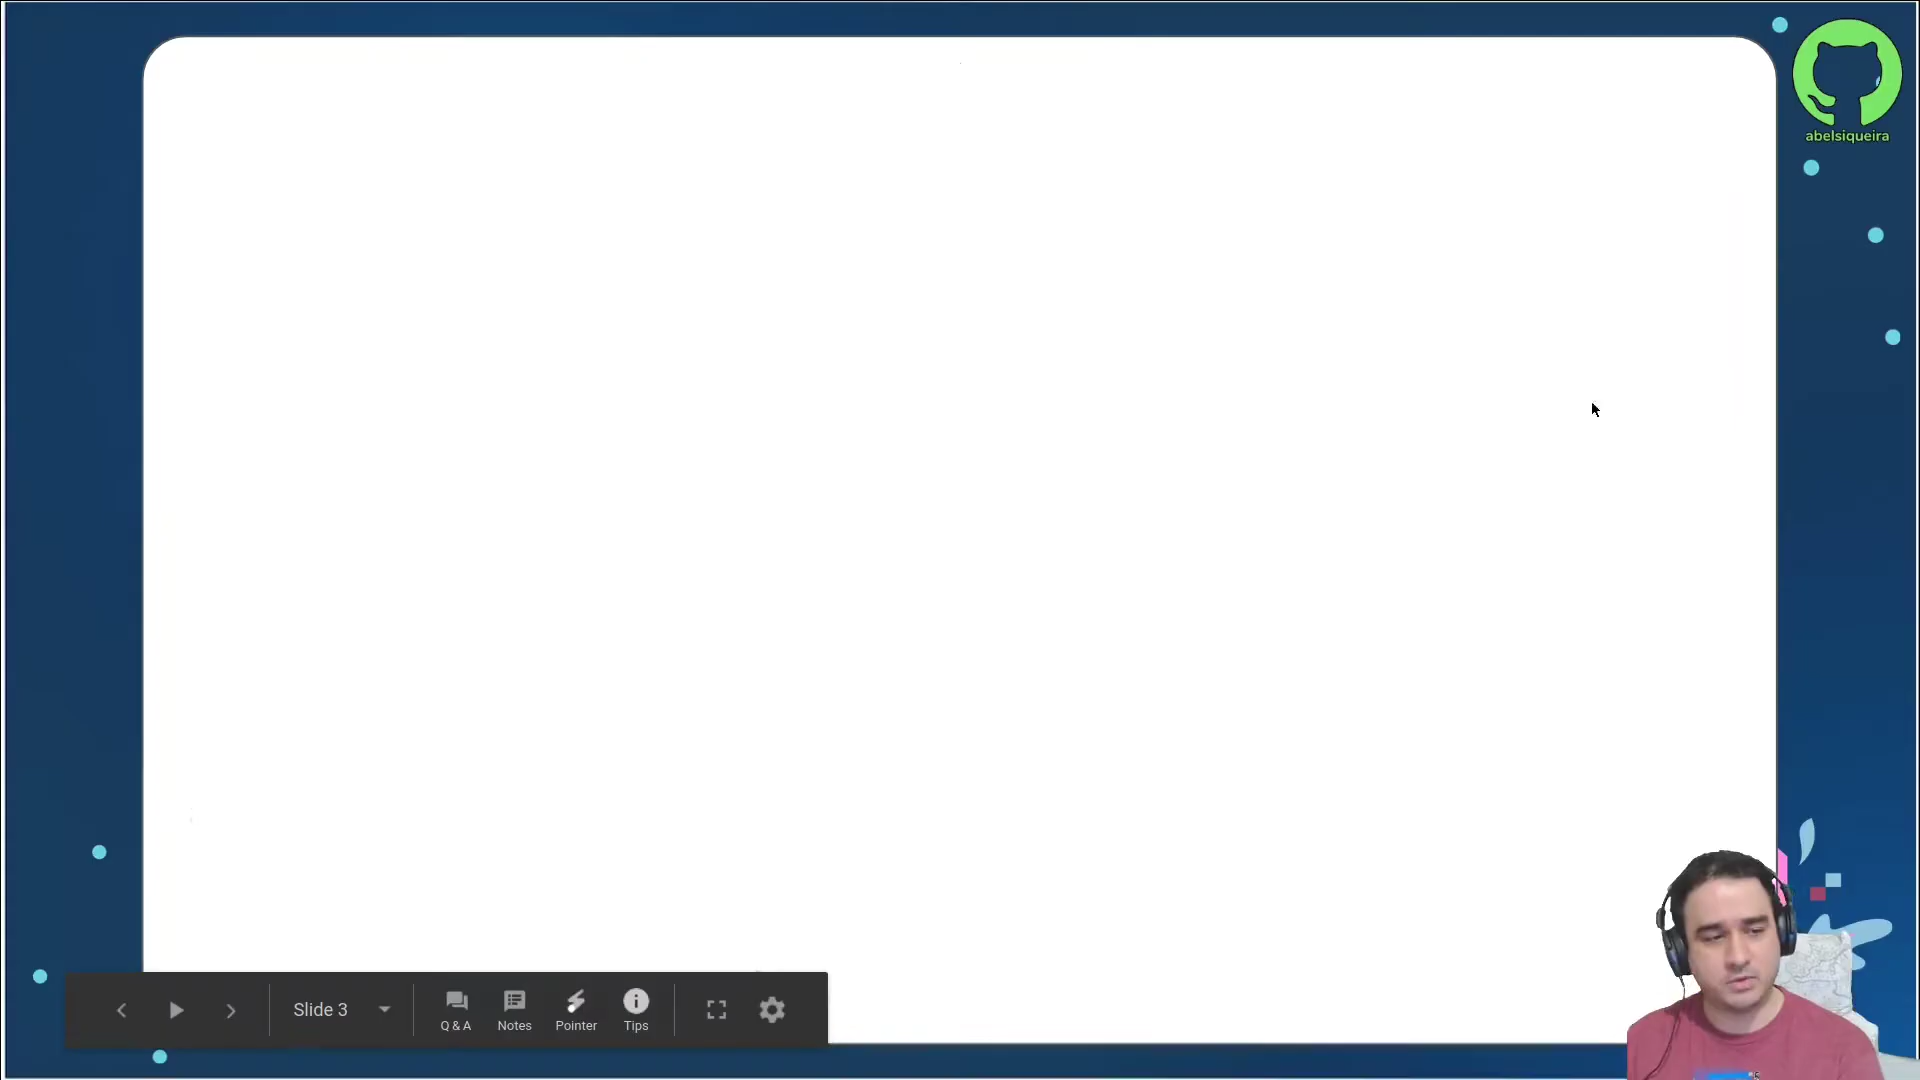 abelsiqueira
Slide 3
Q & A
Notes
Pointer
Tips